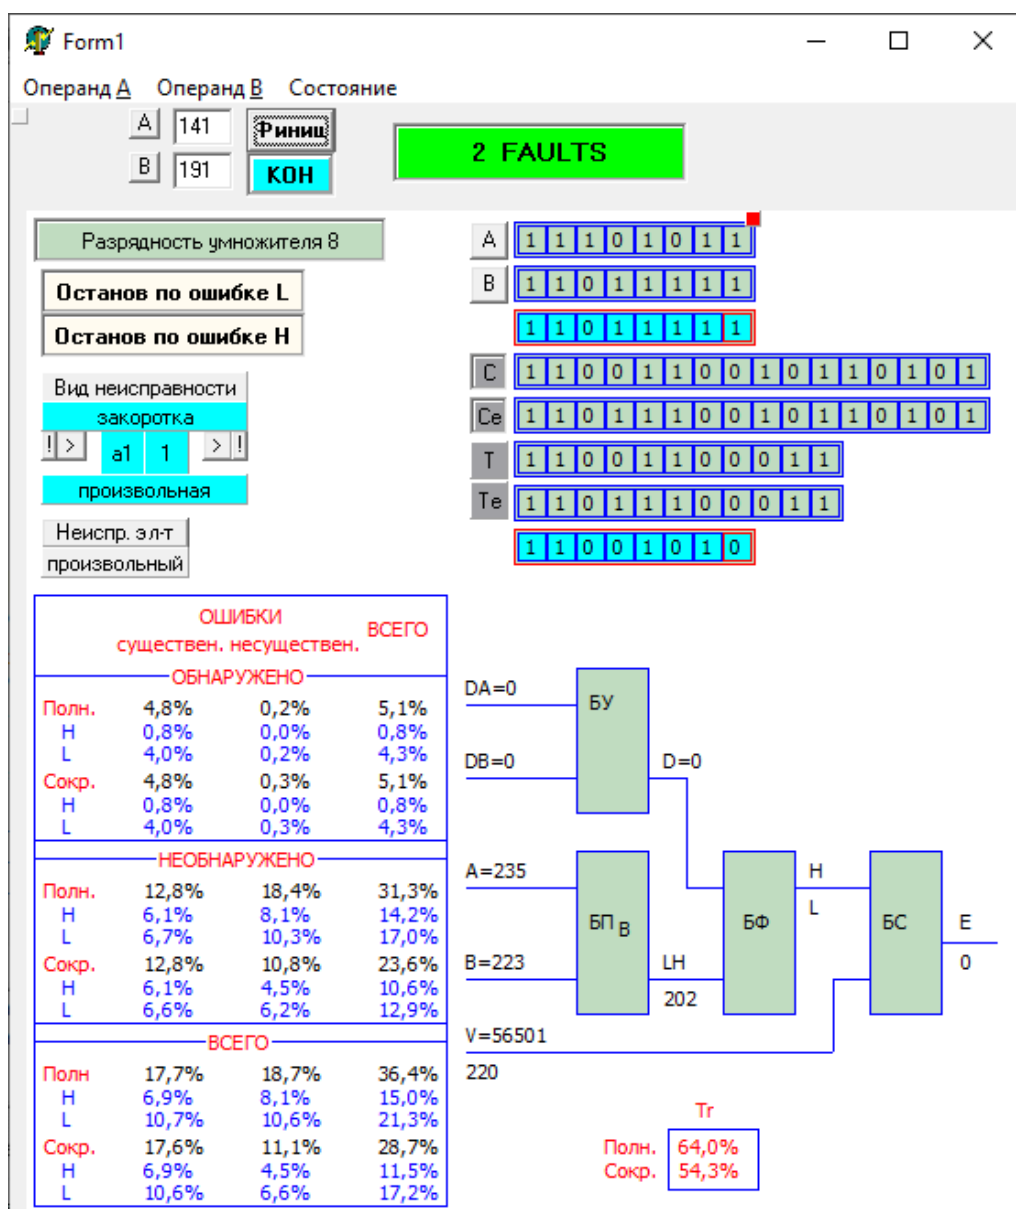 Form1
Операнд A Операнд B Состояние
A 141 Финиш
B 191 КОН
2 FAULTS
Разрядность умножителя 8
Останов по ошибке L
Останов по ошибке H
Вид неисправности
закоротка
! > a1 1 > !
произвольная
Неиспр. эл-т
произвольный
A 1 1 1 0 1 0 1 1
B 1 1 0 1 1 1 1 1
1 1 0 1 1 1 1 1
C 1 1 0 0 1 1 0 0 1 0 1 1 0 1 0 1
Ce 1 1 0 1 1 1 0 0 1 0 1 1 0 1 0 1
T 1 1 0 0 1 1 0 0 0 1 1
Te 1 1 0 1 1 1 0 0 0 1 1
1 1 0 0 1 0 1 0
ОШИБКИ ВСЕГО
существен. несуществен.
ОБНАРУЖЕНО
Полн. 4,8% 0,2% 5,1%
H 0,8% 0,0% 0,8%
L 4,0% 0,2% 4,3%
Сокр. 4,8% 0,3% 5,1%
H 0,8% 0,0% 0,8%
L 4,0% 0,3% 4,3%
НЕОБНАРУЖЕНО
Полн. 12,8% 18,4% 31,3%
H 6,1% 8,1% 14,2%
L 6,7% 10,3% 17,0%
Сокр. 12,8% 10,8% 23,6%
H 6,1% 4,5% 10,6%
L 6,6% 6,2% 12,9%
ВСЕГО
Полн 17,7% 18,7% 36,4%
H 6,9% 8,1% 15,0%
L 10,7% 10,6% 21,3%
Сокр. 17,6% 11,1% 28,7%
H 6,9% 4,5% 11,5%
L 10,6% 6,6% 17,2%
DA=0
БУ
DB=0 D=0
A=235 H
БП В БФ L БС E
B=223 LH 0
202
V=56501
220
Tr
Полн. 64,0%
Сокр. 54,3%